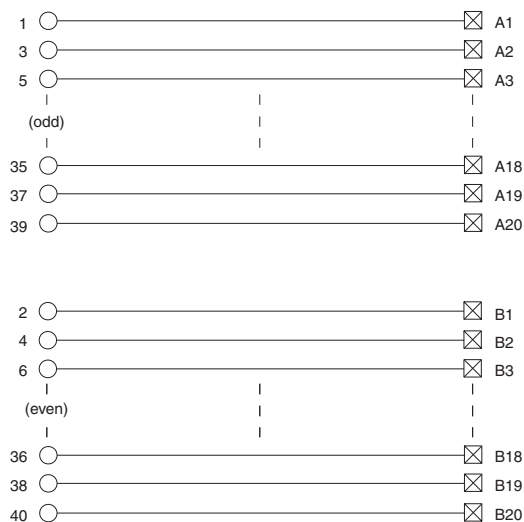 1 A1
3 A2
5 A3
(odd)
35 A18
37 A19
39 A20
2 B1
4 B2
6 B3
(even)
36 B18
38 B19
40 B20